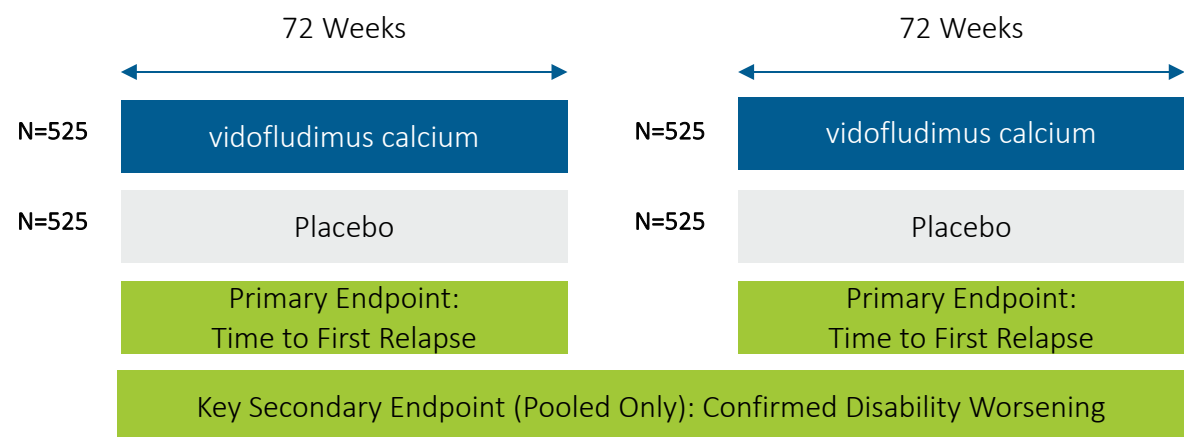 72 Weeks
N=525
vidofludimus calcium
N=525
Placebo
Primary Endpoint:
Time to First Relapse
72 Weeks
N=525
vidofludimus calcium
N=525
Placebo
Primary Endpoint:
Time to First Relapse
Key Secondary Endpoint (Pooled Only): Confirmed Disability Worsening